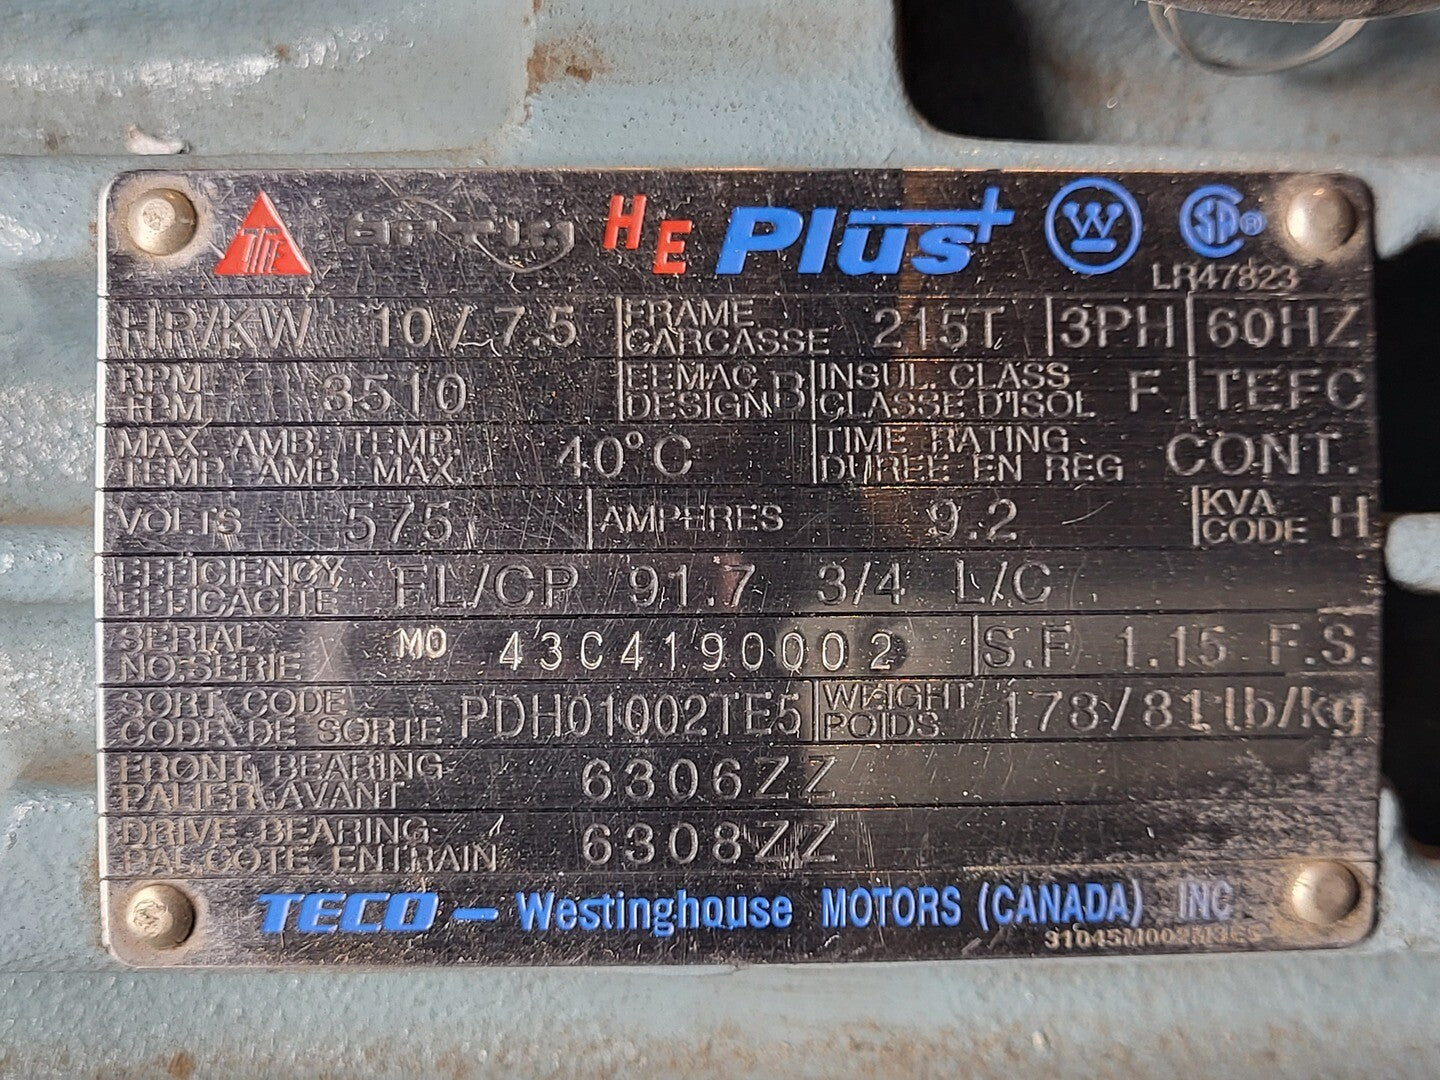 OPTIM HE Plus+ W SA®
LR47823
HP/KW 10 / 7.5 FRAME CARCASSE 215T 3PH 60HZ
RPM TPM 3510 EEMAC DESIGN B INSUL. CLASS CLASSE D'ISOL F TEFC
MAX. AMB. TEMP. TEMP. AMB. MAX. 40°C TIME RATING DUREE EN REG CONT.
VOLTS 575 AMPERES 9.2 KVA CODE H
EFFICIENCY EFFICACITE FL/CP 91.7 3/4 L/C
SERIAL NO:SERIE MO 43C4190002 S.F 1.15 F.S.
SORT CODE CODE DE SORTE PDH01002TE5 WEIGHT POIDS 178/81 lb/kg
FRONT BEARING PALIER AVANT 6306ZZ
DRIVE BEARING PAL.COTE ENTRAIN 6308ZZ
TECO - Westinghouse MOTORS (CANADA) INC